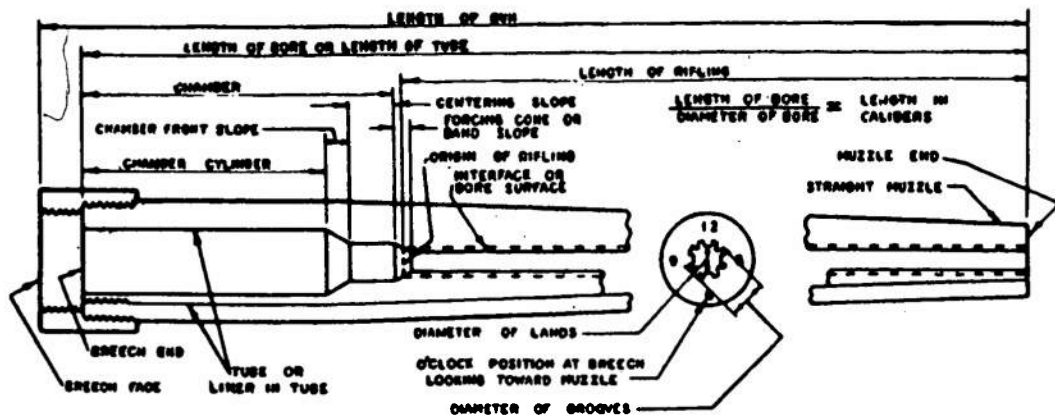 LENGTH OF GUN
LENGTH OF BORE OR LENGTH OF TUBE
LENGTH OF RIFLING
CHAMBER
CENTERING SLOPE
LENGTH OF BORE
DIAMETER OF BORE
=
LENGTH IN
CALIBERS
FORCING CONE OR
BAND SLOPE
CHAMBER FRONT SLOPE
ORIGIN OF RIFLING
MUZZLE END
CHAMBER CYLINDER
INTERFACE OR
BORE SURFACE
STRAIGHT MUZZLE
12
9
DIAMETER OF LANDS
BREECH END
TUBE OR
LINER IN TUBE
O'CLOCK POSITION AT BREECH
LOOKING TOWARD MUZZLE
BREECH FACE
DIAMETER OF GROOVES